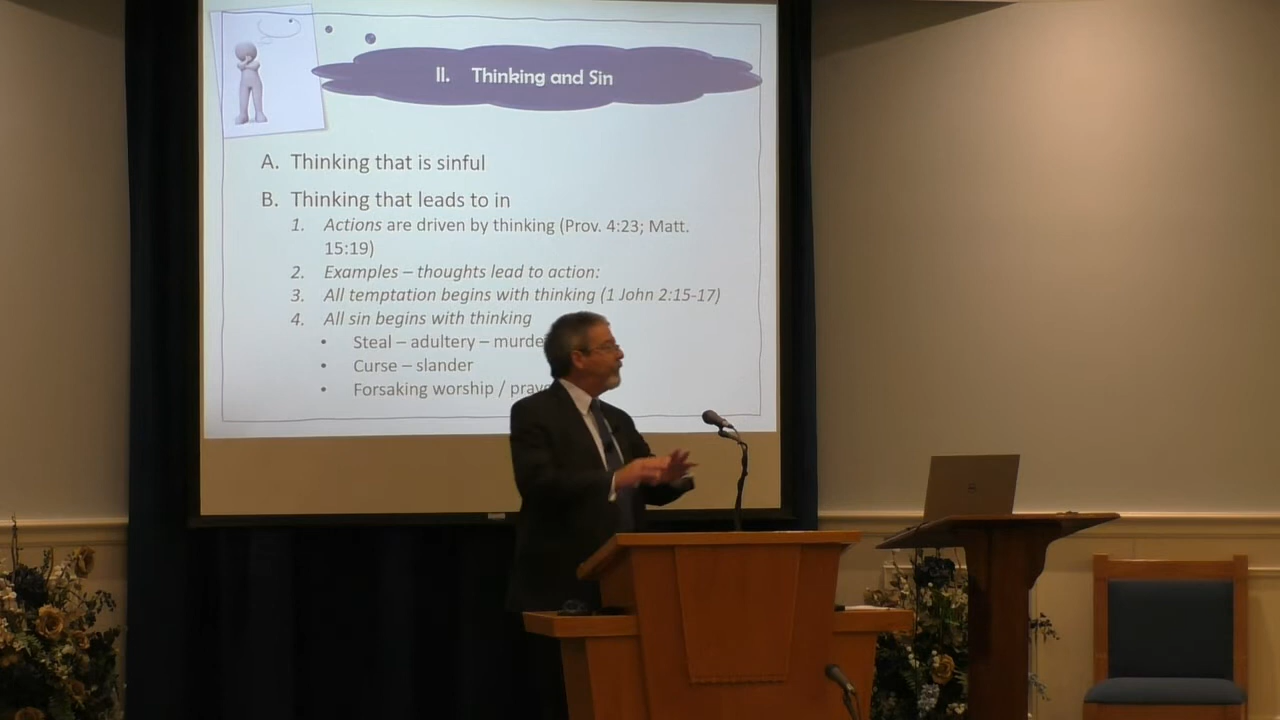 II. Thinking and Sin
A. Thinking that is sinful
B. Thinking that leads to in
1. Actions are driven by thinking (Prov. 4:23; Matt.
15:19)
2. Examples – thoughts lead to action:
3. All temptation begins with thinking (1 John 2:15-17)
4. All sin begins with thinking
• Steal – adultery –
• Curse – slander
• Forsaking worship /